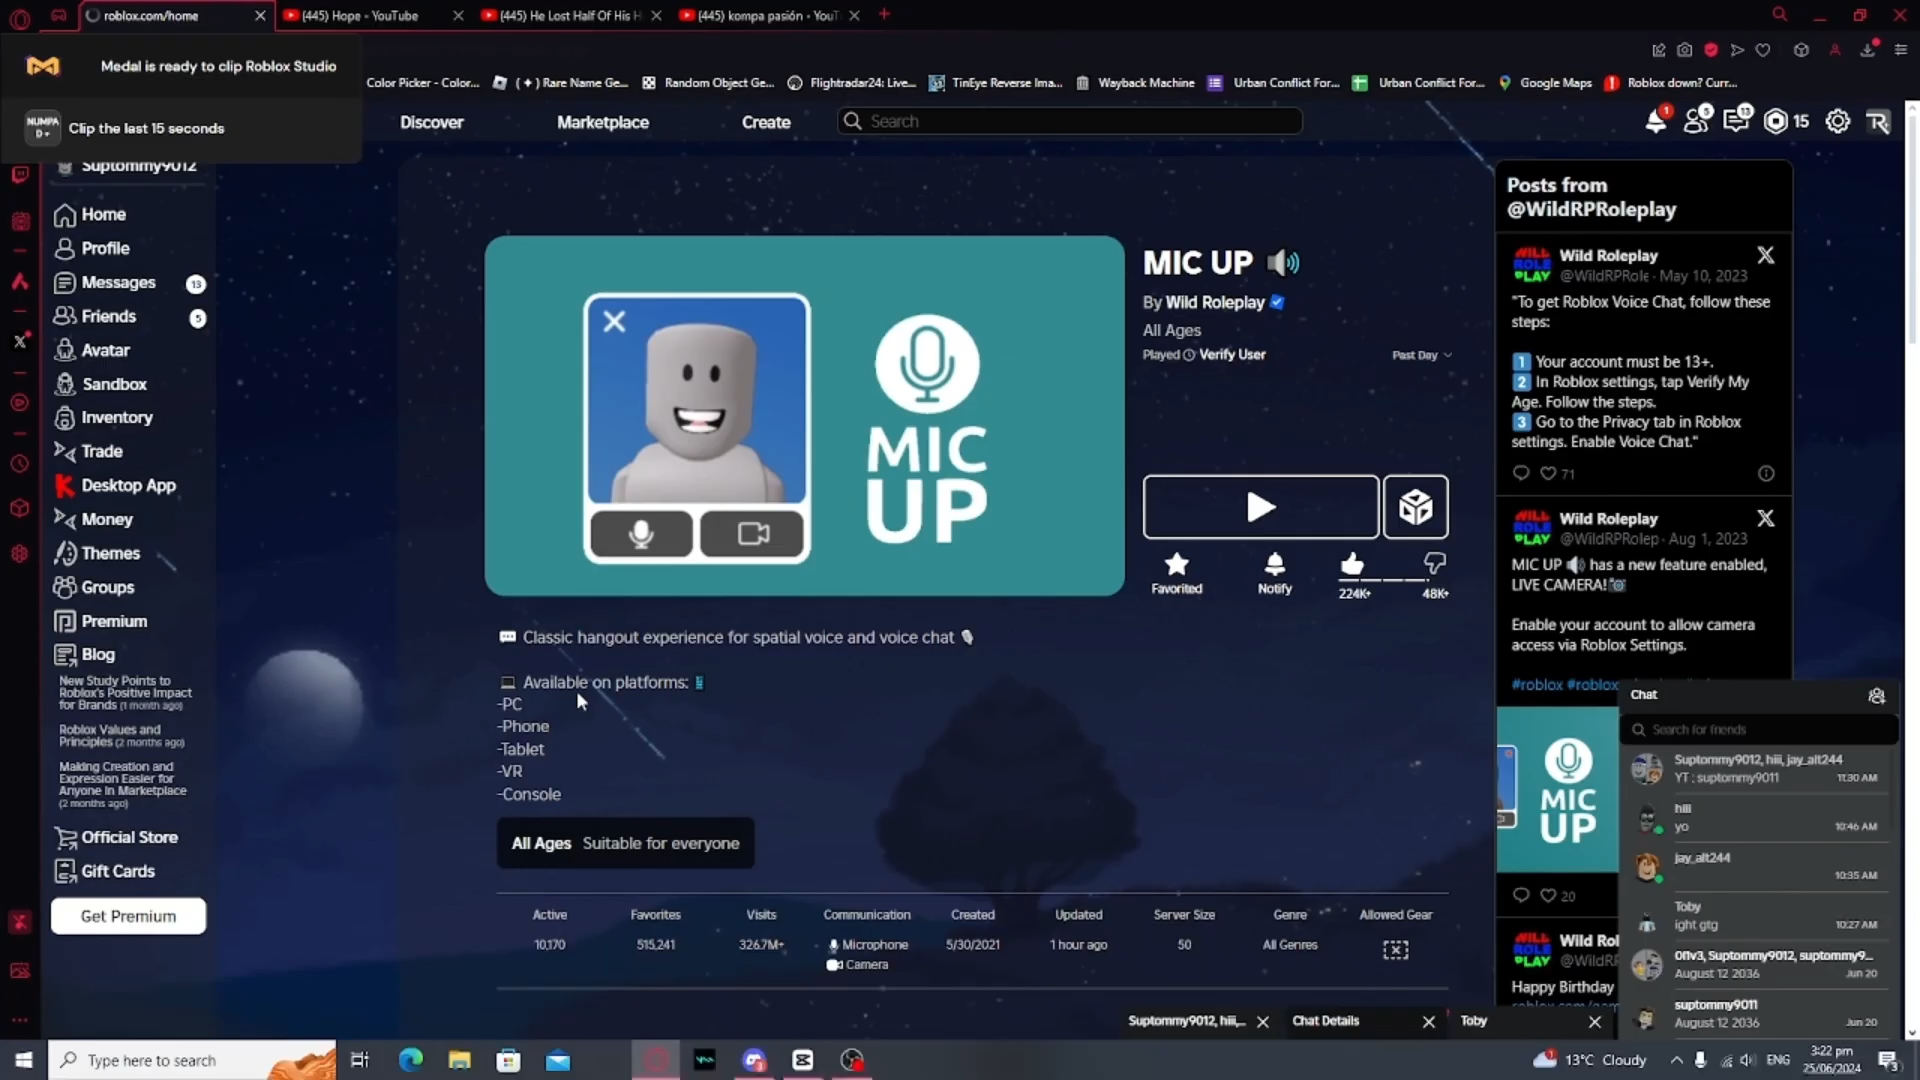 roblox.com/home
(445) Hope - YouTube
(445) He Lost Half Of His H
(445) kompa pasión - YouT
Medal is ready to clip Roblox Studio
NUMPA
D+
Clip the last 15 seconds
Color Picker - Color...
( ✦ ) Rare Name Ge...
Random Object Ge...
Flightradar24: Live...
TinEye Reverse Ima...
Wayback Machine
Urban Conflict For...
Urban Conflict For...
Google Maps
Roblox down? Curr...
Discover
Marketplace
Create
Search
1
5
13
15
Suptommy9012
Home
Profile
Messages
13
Friends
5
Avatar
Sandbox
Inventory
Trade
Desktop App
Money
Themes
Groups
Premium
Blog
New Study Points to
Roblox's Positive Impact
for Brands (1 month ago)
Roblox Values and
Principles (2 months ago)
Making Creation and
Expression Easier for
Anyone in Marketplace
(2 months ago)
Official Store
Gift Cards
Get Premium
MIC
UP
MIC UP 🔊
By Wild Roleplay
All Ages
Played Verify User
Past Day
Favorited
Notify
224K+
48K+
💬 Classic hangout experience for spatial voice and voice chat 🎙
💻 Available on platforms: 📱
-PC
-Phone
-Tablet
-VR
-Console
All Ages Suitable for everyone
Active Favorites Visits Communication Created Updated Server Size Genre Allowed Gear
10,170 515,241 326.7M+ Microphone 5/30/2021 1 hour ago 50 All Genres
Camera
Posts from
@WildRPRoleplay
WILD
ROLE
PLAY
Wild Roleplay
@WildRPRole · May 10, 2023
"To get Roblox Voice Chat, follow these
steps:
1 Your account must be 13+.
2 In Roblox settings, tap Verify My
Age. Follow the steps.
3 Go to the Privacy tab in Roblox
settings. Enable Voice Chat."
71
Wild Roleplay
@WildRPRolep · Aug 1, 2023
MIC UP 🔊 has a new feature enabled,
LIVE CAMERA!📷
Enable your account to allow camera
access via Roblox Settings.
#roblox #roblox
MIC
UP
20
Wild Rol
@WildRP
Happy Birthday
Chat
Search for friends
Suptommy9012, hiii, jay_alt244
YT : suptommy9011 11:30 AM
hiii
yo 10:46 AM
jay_alt244
10:35 AM
Toby
ight gtg 10:27 AM
0l1v3, Suptommy9012, suptommy9...
August 12 2036 Jun 20
suptommy9011
August 12 2036 Jun 20
Suptommy9012, hiii,...
Chat Details
Toby
Type here to search
13°C Cloudy
ENG
3:22 pm
25/06/2024
3